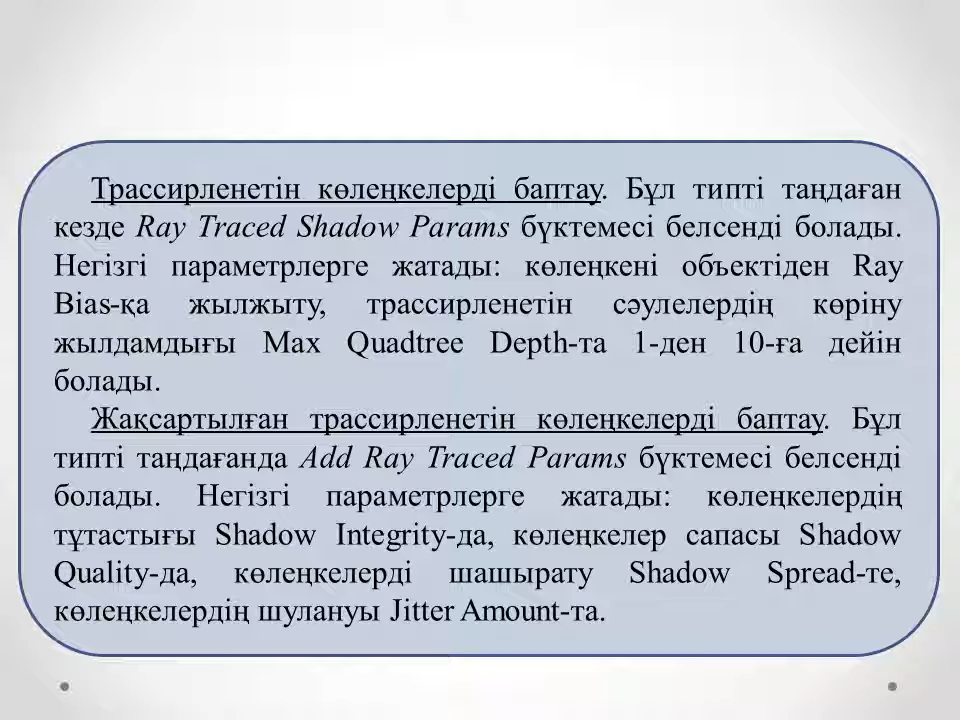 Трассирленетін көлеңкелерді баптау. Бұл типті таңдаған
кезде Ray Traced Shadow Params бүктемесі белсенді болады.
Негізгі параметрлерге жатады: көлеңкені объектіден Ray
Bias-қа жылжыту, трассирленетін сәулелердің көріну
жылдамдығы Max Quadtree Depth-та 1-ден 10-ға дейін
болады.
Жақсартылған трассирленетін көлеңкелерді баптау. Бұл
типті таңдағанда Add Ray Traced Params бүктемесі белсенді
болады. Негізгі параметрлерге жатады: көлеңкелердің
тұтастығы Shadow Integrity-да, көлеңкелер сапасы Shadow
Quality-да, көлеңкелерді шашырату Shadow Spread-те,
көлеңкелердің шулануы Jitter Amount-та.